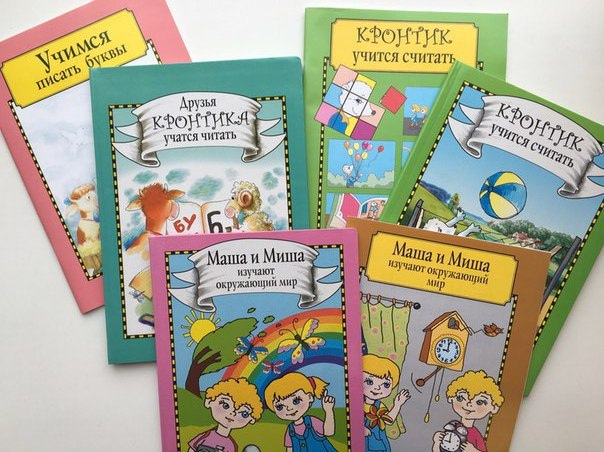 Учимся
писать буквы
Друзья
КРОНТИКА
учатся читать
БУ
Б,
КРОНТИК
учится считать
КРОНТИК
учится считать
Маша и Миша
изучают
окружающий мир
Маша и Миша
изучают окружающий
мир